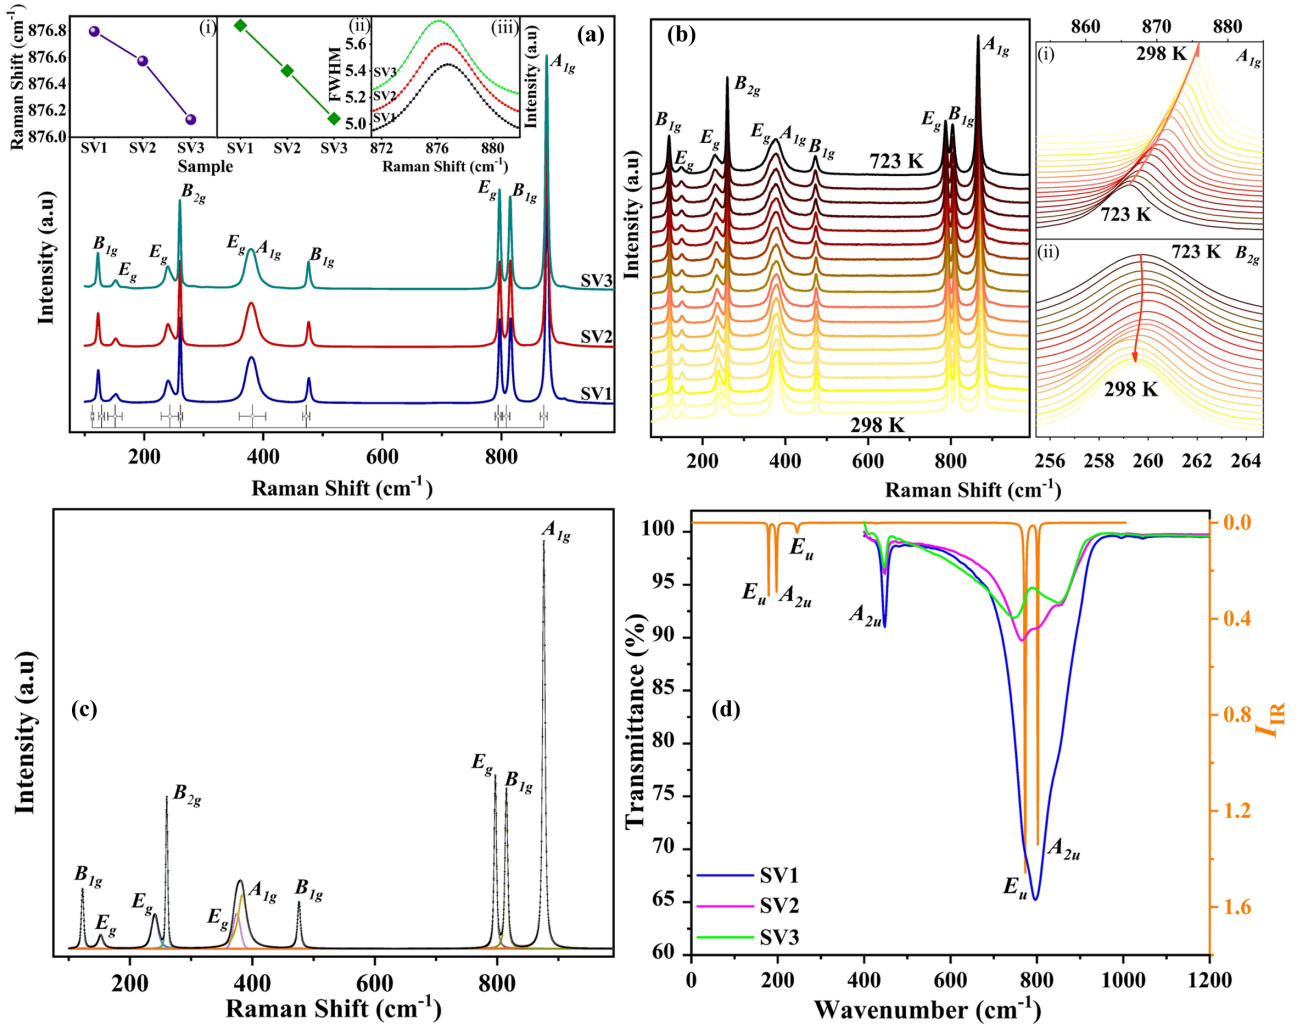 (a)
Raman Shift (cm-1)
876.8
876.6
876.4
876.2
876.0
(i)
SV1 SV2 SV3
Sample
(ii)
SV1 SV2 SV3
FWHM
5.6
5.4
5.2
5.0
(iii)
SV3
SV2
SV1
872 876 880
Raman Shift (cm-1)
Intensity (a.u)
A1g
B1g Eg Eg B2g Eg A1g B1g Eg B1g
SV3
SV2
SV1
Intensity (a.u)
200 400 600 800
Raman Shift (cm-1)
(b)
B1g Eg Eg B2g Eg A1g B1g Eg B1g A1g
723 K
298 K
Intensity (a.u)
200 400 600 800
Raman Shift (cm-1)
860 870 880
(i)
298 K
A1g
723 K
(ii)
723 K B2g
298 K
256 258 260 262 264
(c)
B1g Eg Eg B2g Eg A1g B1g Eg B1g A1g
Intensity (a.u)
200 400 600 800
Raman Shift (cm-1)
(d)
100
95
90
85
80
75
70
65
60
Transmittance (%)
Eu A2u Eu
A2u
Eu A2u
SV1
SV2
SV3
0 200 400 600 800 1000 1200
Wavenumber (cm-1)
0.0
0.4
0.8
1.2
1.6
IIR